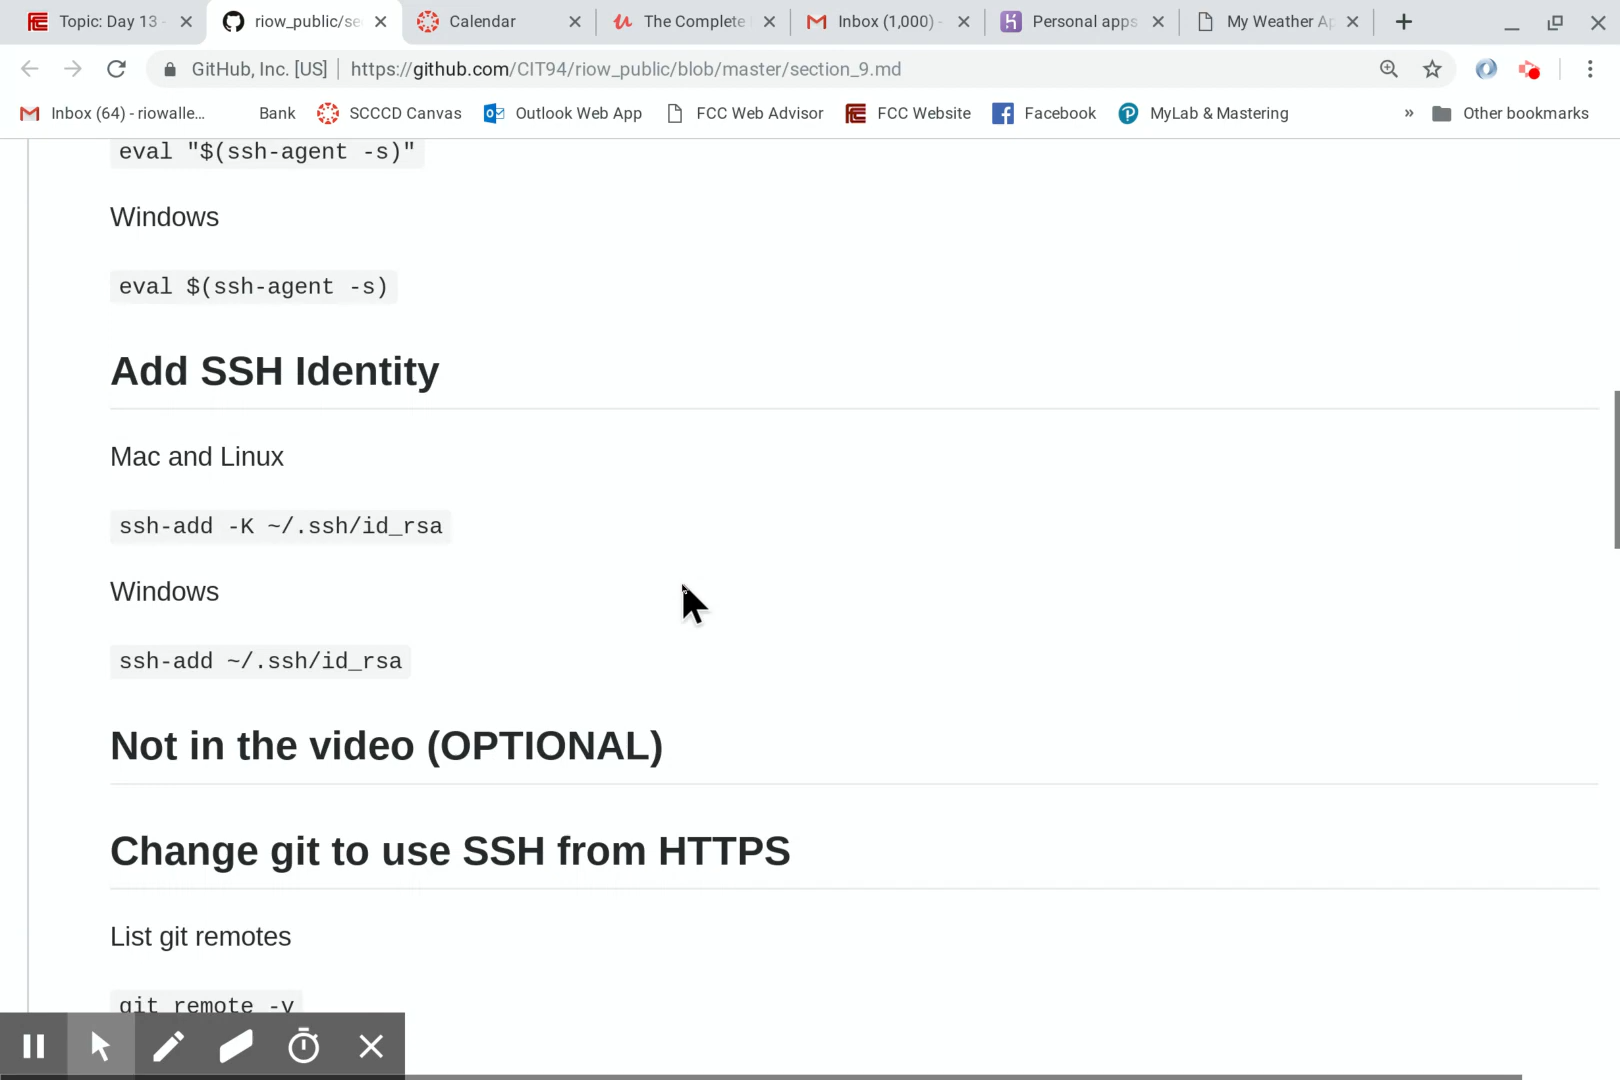 Topic: Day 13
riow_public/se
Calendar
The Complete
Inbox (1,000) -
Personal apps
My Weather Ap
GitHub, Inc. [US] | https://github.com/CIT94/riow_public/blob/master/section_9.md
Inbox (64) - riowalle...
Bank
SCCCD Canvas
Outlook Web App
FCC Web Advisor
FCC Website
Facebook
MyLab & Mastering
»
Other bookmarks
eval "$(ssh-agent -s)"
Windows
eval $(ssh-agent -s)
Add SSH Identity
Mac and Linux
ssh-add -K ~/.ssh/id_rsa
Windows
ssh-add ~/.ssh/id_rsa
Not in the video (OPTIONAL)
Change git to use SSH from HTTPS
List git remotes
git remote -v